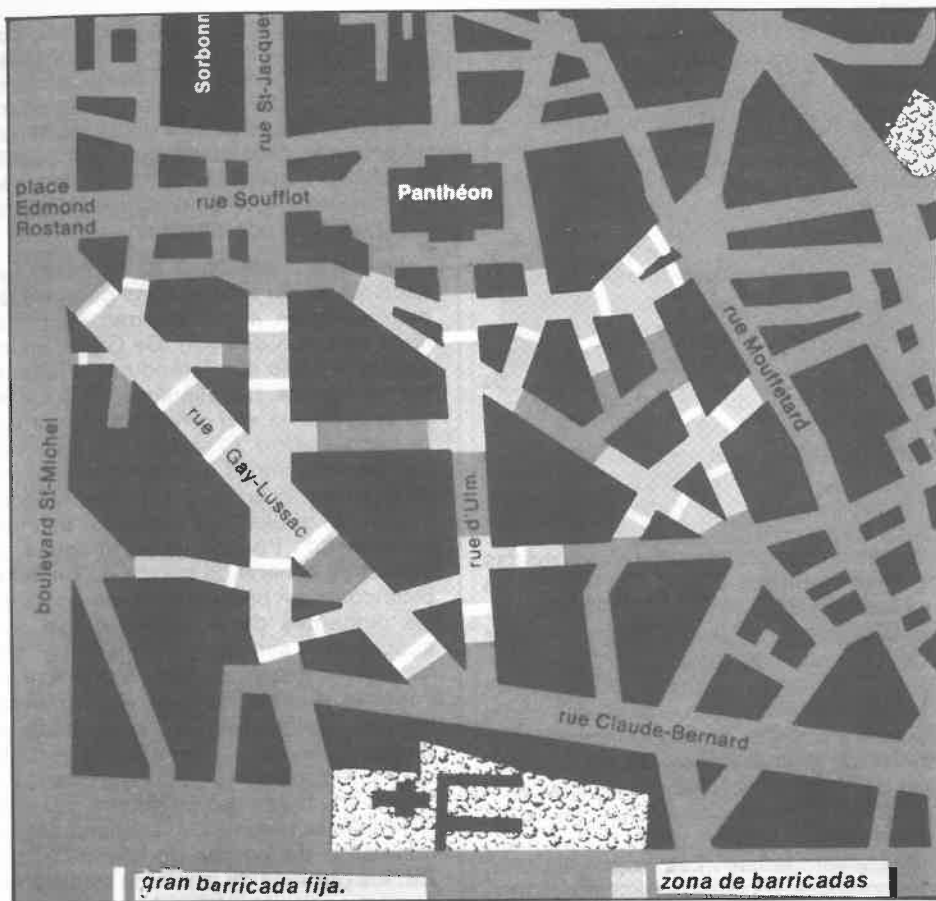 Sorbonn
rue St-Jacques
place
Edmond
Rostand
rue Soufflot
Panthéon
rue Mouffetard
rue Gay-Lussac
rue d'Ulm
boulevard St-Michel
rue Claude-Bernard
gran barricada fija.
zona de barricadas